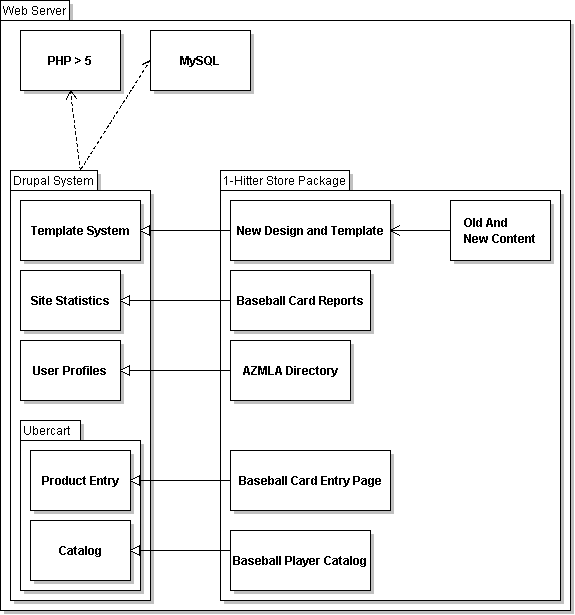 Web Server
PHP > 5
MySQL
Drupal System
1-Hitter Store Package
Template System
New Design and Template
Old And
New Content
Site Statistics
Baseball Card Reports
User Profiles
AZMLA Directory
Ubercart
Product Entry
Baseball Card Entry Page
Catalog
Baseball Player Catalog